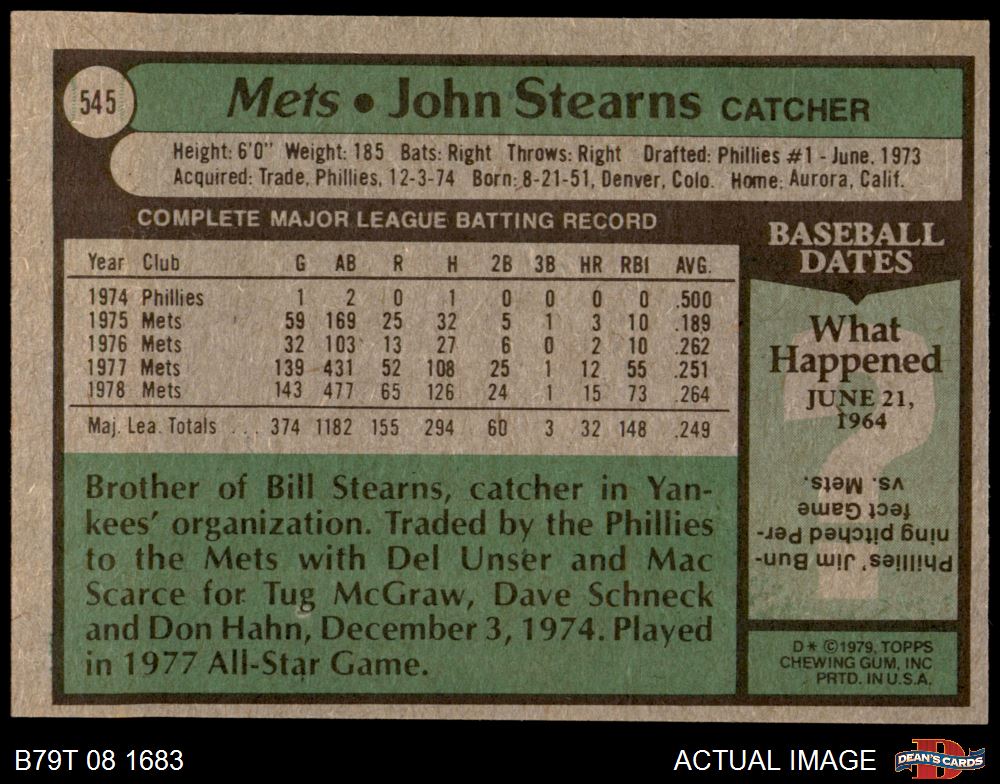 545
Mets • John Stearns CATCHER
Height: 6'0" Weight: 185 Bats: Right Throws: Right Drafted: Phillies #1 - June, 1973
Acquired: Trade, Phillies, 12-3-74 Born: 8-21-51, Denver, Colo. Home: Aurora, Calif.
COMPLETE MAJOR LEAGUE BATTING RECORD
Year Club G AB R H 2B 3B HR RBI AVG.
1974 Phillies 1 2 0 1 0 0 0 0 .500
1975 Mets 59 169 25 32 5 1 3 10 .189
1976 Mets 32 103 13 27 6 0 2 10 .262
1977 Mets 139 431 52 108 25 1 12 55 .251
1978 Mets 143 477 65 126 24 1 15 73 .264
Maj. Lea. Totals . . . 374 1182 155 294 60 3 32 148 .249
Brother of Bill Stearns, catcher in Yan-
kees' organization. Traded by the Phillies
to the Mets with Del Unser and Mac
Scarce for Tug McGraw, Dave Schneck
and Don Hahn, December 3, 1974. Played
in 1977 All-Star Game.
BASEBALL
DATES
What
Happened
JUNE 21,
1964
Phillies' Jim Bun-
ning pitched Per-
fect Game
vs. Mets.
D* ©1979, TOPPS
CHEWING GUM, INC
PRTD. IN U.S.A.
B79T 08 1683
ACTUAL IMAGE
DEAN'S CARDS